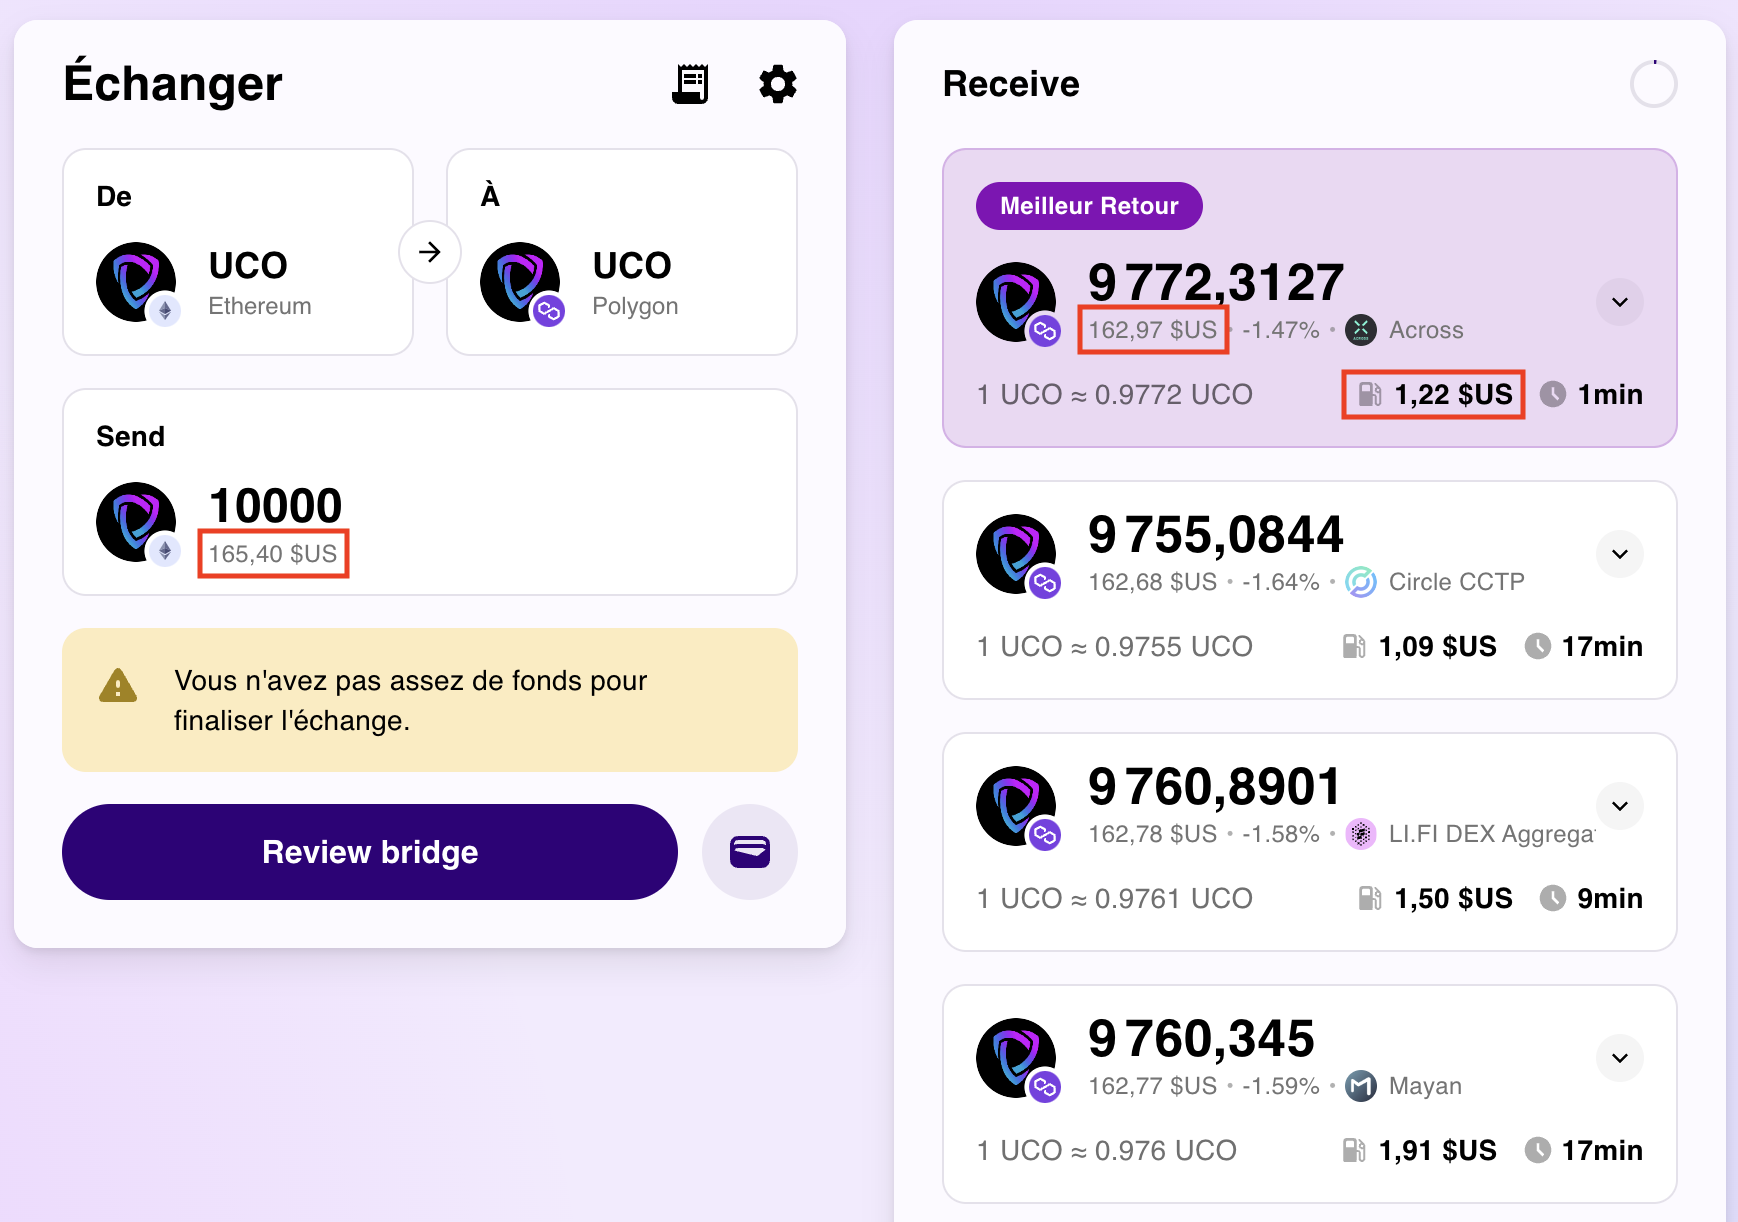 Échanger
De
UCO
Ethereum
À
UCO
Polygon
Send
10000
165,40 $US
Vous n'avez pas assez de fonds pour
finaliser l'échange.
Review bridge
Receive
Meilleur Retour
9 772,3127
162,97 $US • -1.47% • Across
1 UCO ≈ 0.9772 UCO 1,22 $US 1min
9 755,0844
162,68 $US • -1.64% • Circle CCTP
1 UCO ≈ 0.9755 UCO 1,09 $US 17min
9 760,8901
162,78 $US • -1.58% • LI.FI DEX Aggrega
1 UCO ≈ 0.9761 UCO 1,50 $US 9min
9 760,345
162,77 $US • -1.59% • Mayan
1 UCO ≈ 0.976 UCO 1,91 $US 17min